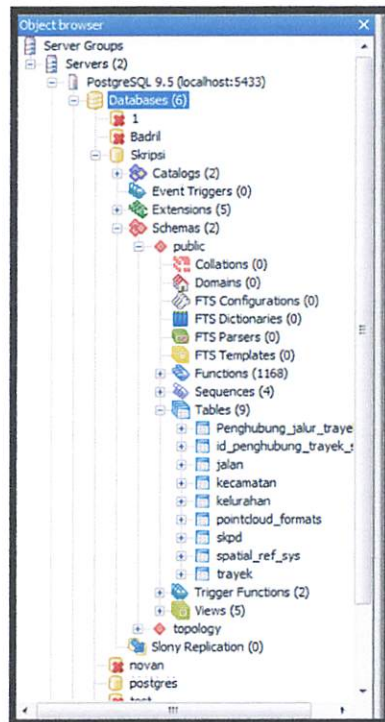 Object browser
Server Groups
Servers (2)
PostgreSQL 9.5 (localhost:5433)
Databases (6)
1
Badril
Skripsi
Catalogs (2)
Event Triggers (0)
Extensions (5)
Schemas (2)
public
Collations (0)
Domains (0)
FTS Configurations (0)
FTS Dictionaries (0)
FTS Parsers (0)
FTS Templates (0)
Functions (1168)
Sequences (4)
Tables (9)
Penghubung_jalur_traye
id_penghubung_trayek_s
jalan
kecamatan
kelurahan
pointcloud_formats
skpd
spatial_ref_sys
trayek
Trigger Functions (2)
Views (5)
topology
Slony Replication (0)
novan
postgres